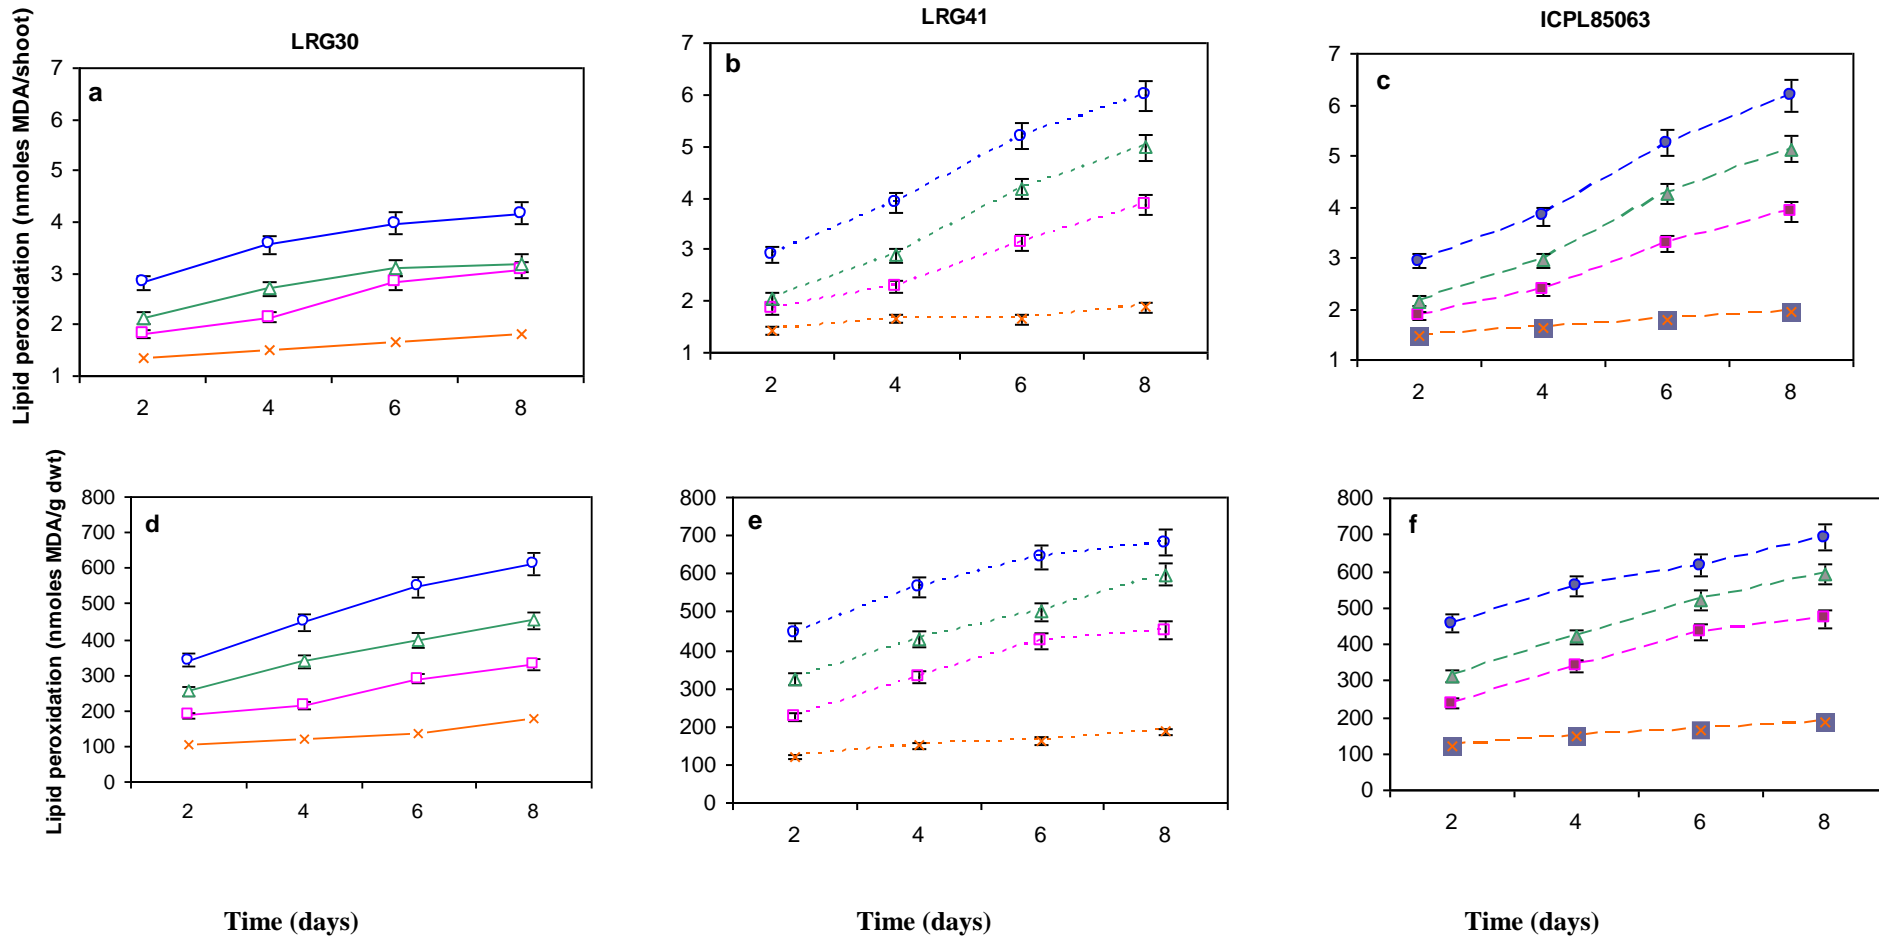 LRG30
LRG41
ICPL85063
Lipid peroxidation (nmoles MDA/shoot)
a
7
6
5
4
3
2
1
2 4 6 8
b
7
6
5
4
3
2
1
2 4 6 8
c
7
6
5
4
3
2
1
2 4 6 8
Lipid peroxidation (nmoles MDA/g dwt)
d
800
700
600
500
400
300
200
100
0
2 4 6 8
e
800
700
600
500
400
300
200
100
0
2 4 6 8
f
800
700
600
500
400
300
200
100
0
2 4 6 8
Time (days)
Time (days)
Time (days)